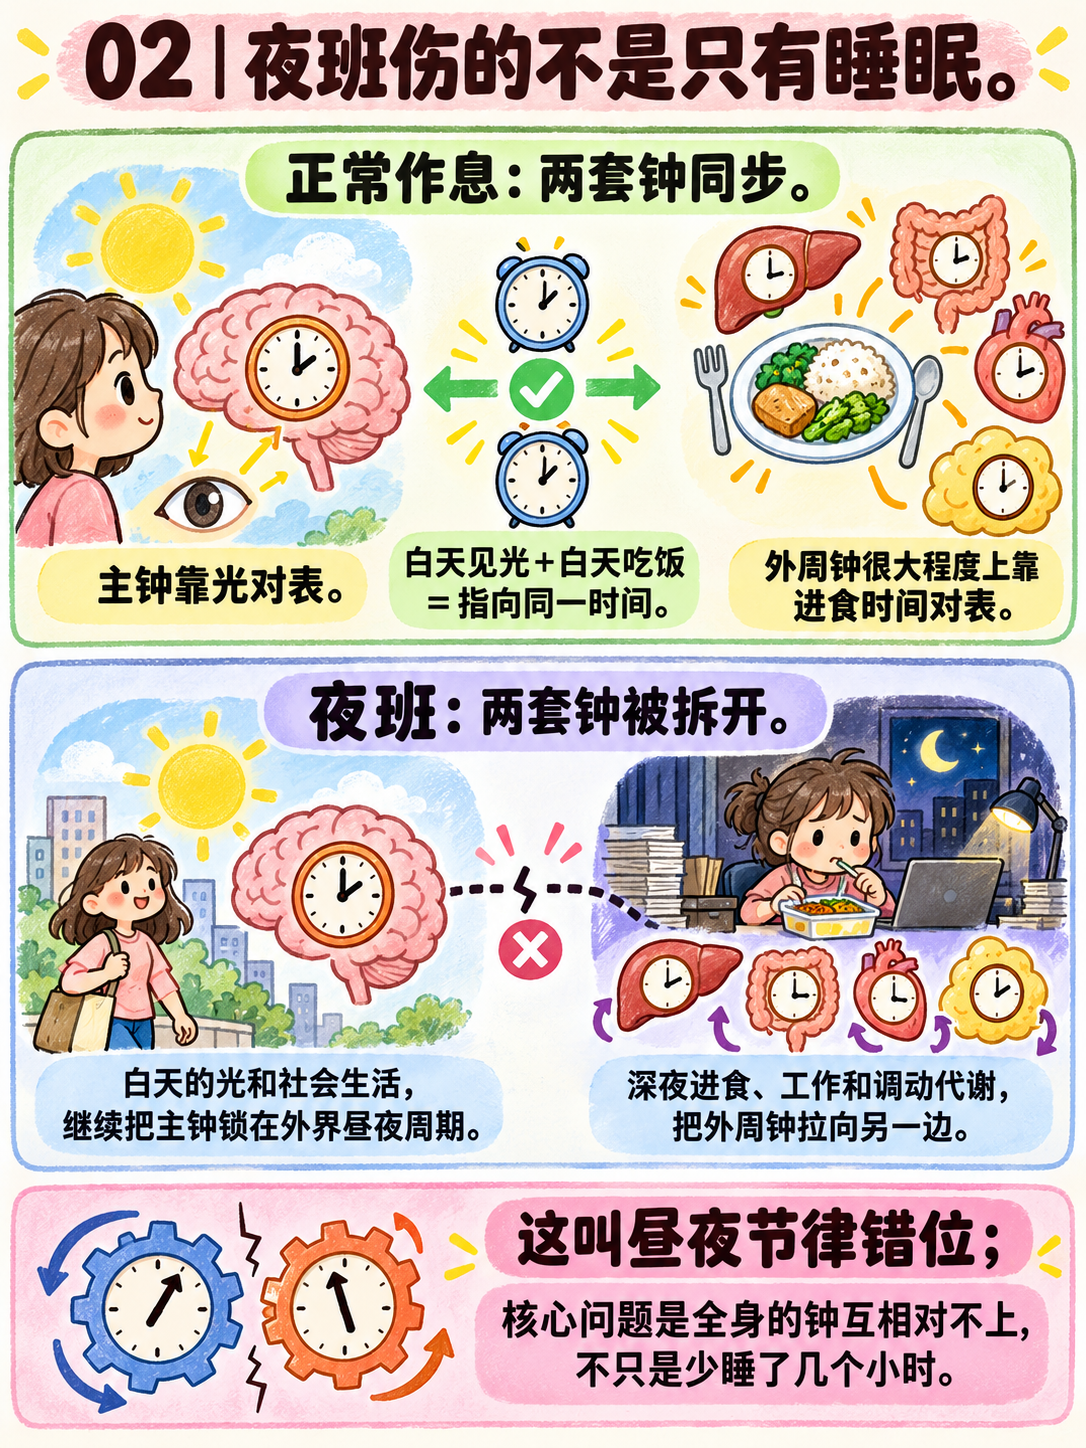 02|夜班伤的不是只有睡眠。
正常作息：两套钟同步。
主钟靠光对表。
白天见光+白天吃饭
=指向同一时间。
外周钟很大程度上靠
进食时间对表。
夜班：两套钟被拆开。
白天的光和社会生活，
继续把主钟锁在外界昼夜周期。
深夜进食、工作和调动代谢，
把外周钟拉向另一边。
这叫昼夜节律错位；
核心问题是全身的钟互相对不上，
不只是少睡了几个小时。